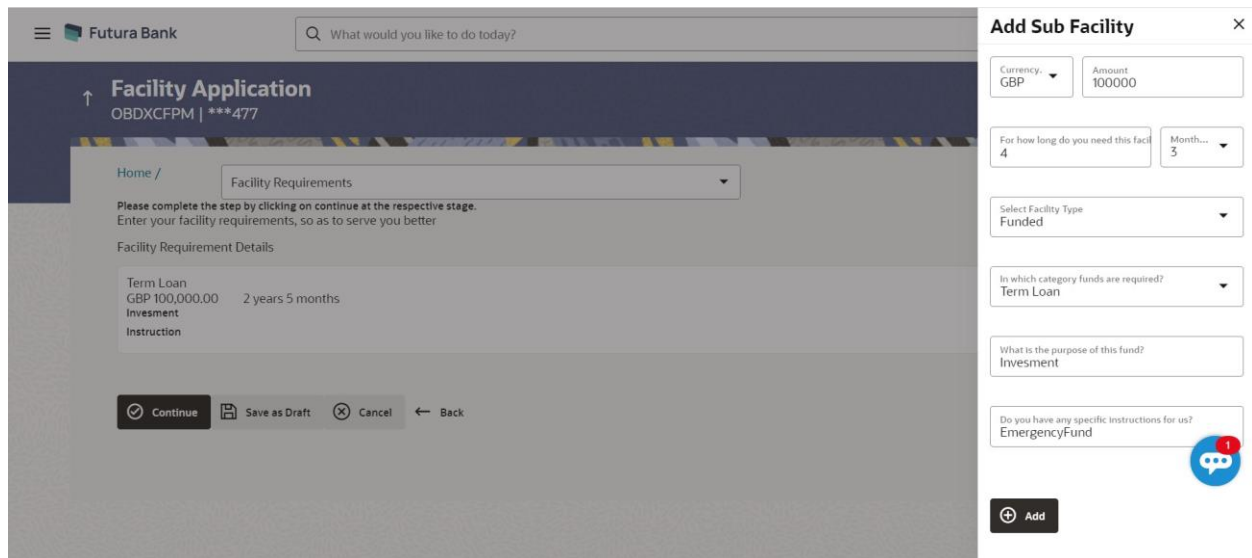 Futura Bank
What would you like to do today?
Facility Application
OBDXCFPM | ***477
Home /
Facility Requirements
Please complete the step by clicking on continue at the respective stage.
Enter your facility requirements, so as to serve you better
Facility Requirement Details
Term Loan
GBP 100,000.00 2 years 5 months
Invesment
Instruction
Continue Save as Draft Cancel Back
Add Sub Facility
Currency. Amount
GBP 100000
For how long do you need this facil Month...
4 3
Select Facility Type
Funded
In which category funds are required?
Term Loan
What is the purpose of this fund?
Invesment
Do you have any specific instructions for us?
EmergencyFund
1
Add